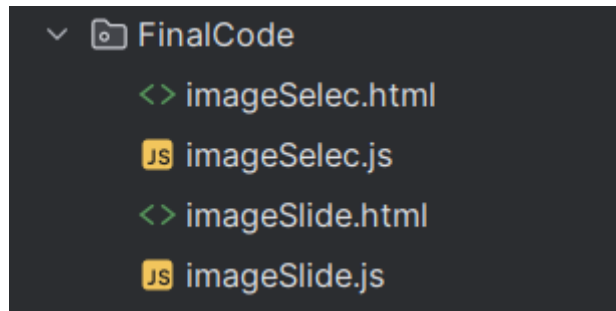 FinalCode
<> imageSelec.html
JS imageSelec.js
<> imageSlide.html
JS imageSlide.js